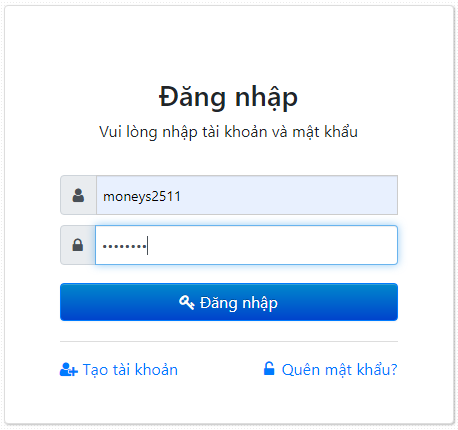 Đăng nhập
Vui lòng nhập tài khoản và mật khẩu
moneys2511
••••••••
Đăng nhập
Tạo tài khoản
Quên mật khẩu?